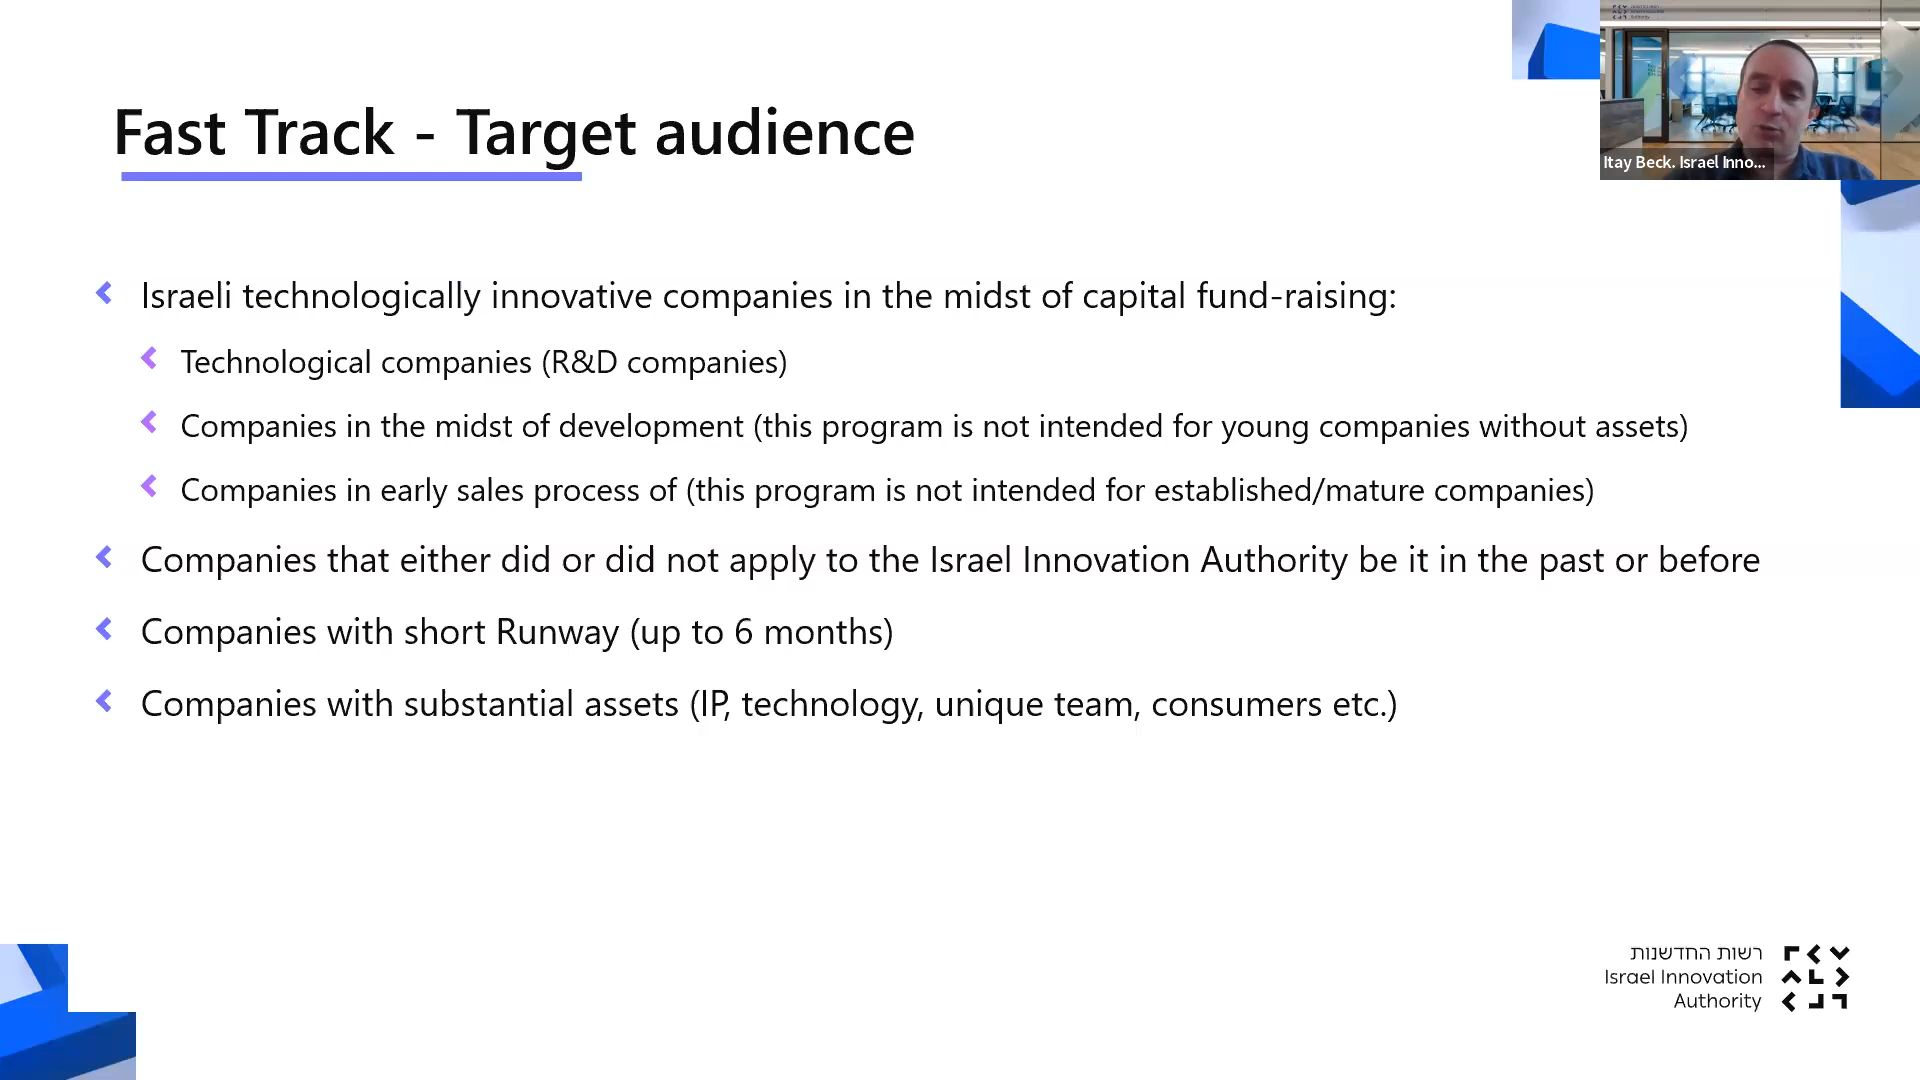 Fast Track - Target audience
Itay Beck. Israel Inno...
Israeli technologically innovative companies in the midst of capital fund-raising:
Technological companies (R&D companies)
Companies in the midst of development (this program is not intended for young companies without assets)
Companies in early sales process of (this program is not intended for established/mature companies)
Companies that either did or did not apply to the Israel Innovation Authority be it in the past or before
Companies with short Runway (up to 6 months)
Companies with substantial assets (IP, technology, unique team, consumers etc.)
רשות החדשנות
Israel Innovation
Authority